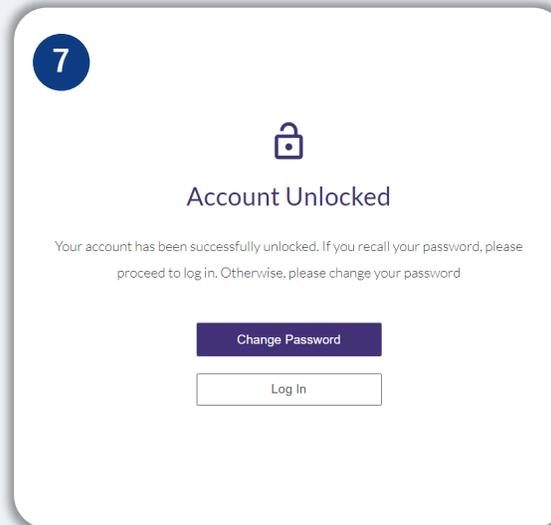 7
Account Unlocked
Your account has been successfully unlocked. If you recall your password, please
proceed to log in. Otherwise, please change your password
Change Password
Log In